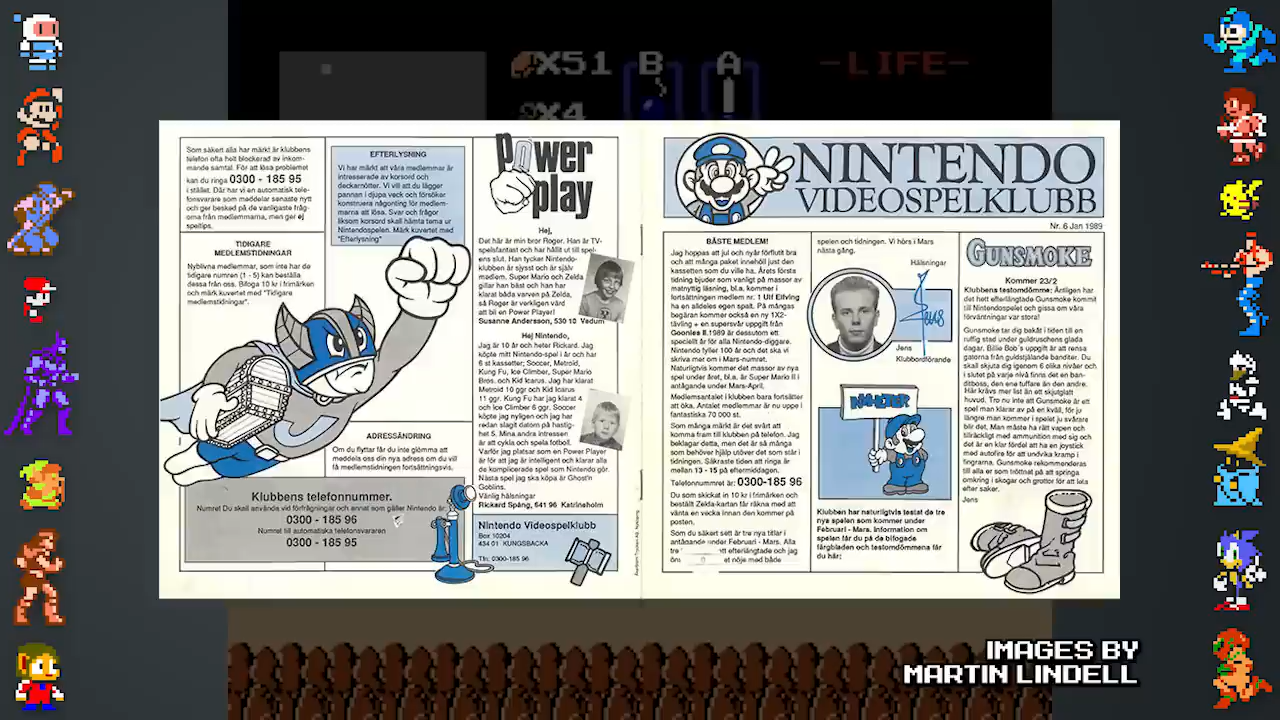 X51 B A -LIFE-
X4
Som säkert alla har märkt är klubbens
telefon ofta helt blockerad av inkom-
mande samtal. För att lösa problemet
kan du ringa 0300 - 185 95
i stället. Där har vi en automatisk tele-
fonsvarare som meddelar senaste nytt
och ger besked på de vanligaste fråg-
orna från medlemmarna, men ger ej
speltips.
TIDIGARE
MEDLEMSTIDNINGAR
Nyblivna medlemmar, som inte har de
tidigare numren (1 - 5) kan beställa
dessa från oss. Bifoga 10 kr i frimärken
och märk kuvertet med "Tidigare
medlemstidningar".
EFTERLYSNING
Vi har märkt att våra medlemmar är
intresserade av korsord och
deckarnötter. Vi vill att du lägger
pannan i djupa veck och försöker
konstruera någonting för medlem-
marna att lösa. Svar och frågor
liksom korsord skall hämta tema ur
Nintendospelen. Märk kuvertet med
"Efterlysning"
ADRESSÄNDRING
Om du flyttar får du inte glömma att
meddela oss din nya adress om du vill
få medlemstidningen fortsättningsvis.
Klubbens telefonnummer.
Numret Du skall använda vid förfrågningar och annat som gäller Nintendo är:
0300 - 185 96
Numret till automatiska telefonsvararen
0300 - 185 95
Power
play
Hej,
Det här är min bror Roger. Han är TV-
spelsfantast och har hållt ut till spel-
ens slut. Han tycker Nintendo-
klubben är sjysst och är själv
medlem. Super Mario och Zelda
gillar han bäst och han har
klarat båda varven på Zelda,
så Roger är verkligen värd
att bli en Power Player!
Susanne Andersson, 530 10 Vedum
Hej Nintendo,
Jag är 10 år och heter Rickard. Jag
köpte mitt Nintendo-spel i år och har
8 st kassetter; Soccer, Metroid,
Kung Fu, Ice Climber, Super Mario
Bros. och Kid Icarus. Jag har klarat
Metroid 10 ggr och Kid Icarus
11 ggr. Kung Fu har jag klarat 4
och Ice Climber 6 ggr. Soccer
köpte jag nyligen och jag har
redan slagit datorn på hastig-
het 5. Mina andra intressen
är att cykla och spela fotboll.
Varför jag platsar som en Power Player
är för att jag är intelligent och klarar alla
de komplicerade spel som Nintendo gör.
Nästa spel jag ska köpa är Ghost'n
Goblins.
Vänlig hälsningar
Rickard Spång, 641 96 Katrineholm
Nintendo Videospelklubb
Box 10204
434 01 KUNGSBACKA
Tfn: 0300-185 96
NINTENDO
VIDEOSPELKLUBB
Nr. 6 Jan 1989
BÄSTE MEDLEM!
Jag hoppas att jul och nyår förflutit bra
och att många paket innehöll just den
kassetten som du ville ha. Årets första
tidning bjuder som vanligt på massor av
matnyttig läsning, bl.a. kommer i
fortsättningen medlem nr 1 Ulf Elfving
ha en alldeles egen spalt. På mångas
begäran kommer också en ny 1X2-
tävling + en supersvår uppgift från
Goonies II. 1989 är dessutom ett
speciellt år för alla Nintendo-diggare.
Nintendo fyller 100 år och det ska vi
skriva mer om i Mars-numret.
Naturligtvis kommer det massor av nya
spel under året, bl.a. är Super Mario II i
antågande under Mars-April.
Medlemsantalet i klubben bara fortsätter
att öka. Antalet medlemmar är nu uppe i
fantastiska 70 000 st.
Som många märkt är det svårt att
komma fram till klubben på telefon. Jag
beklagar detta, men det är så många
som behöver hjälp utöver det som står i
tidningen. Säkraste tiden att ringa är
mellan 13 - 15 på eftermiddagen.
Telefonnumret är: 0300-185 96
Du som skickat in 10 kr i frimärken och
beställt Zelda-kartan får räkna med att
vänta en vecka innan den kommer på
posten.
Som du säkert sett är tre nya titlar i
antågande under Februari - Mars. Alla
tre efterlängtade och jag
et nöje med både
spelen och tidningen. Vi hörs i Mars
nästa gång.
Hälsningar
Jens
Jens
Klubbordförande
NYHETER
Klubben har naturligtvis testat de tre
nya spelen som kommer under
Februari - Mars. Information om
spelen får du på de bifogade
färgbladen och testomdömmena får
du här;
GUNSMOKE
Kommer 23/2
Klubbens testomdömme: Äntligen har
det hett efterlängtade Gunsmoke kommit
till Nintendospelet och gissa om våra
förväntningar var stora!
Gunsmoke tar dig bakåt i tiden till en
ruffig stad under guldruschens glada
dagar. Billie Bob's uppgift är att rensa
gatorna från guldstjälande banditer. Du
skall skjuta dig igenom 6 olika nivåer och
i slutet på varje nivå finns det en ban-
ditboss, den ena tuffare än den andra.
Här krävs mer list än ett skjutglatt
huvud. Tro nu inte att Gunsmoke är ett
spel man klarar av på en kväll, för ju
längre man kommer i spelet ju svårare
blir det. Man måste ha rätt vapen och
tillräckligt med ammunition med sig och
det är en klar fördel att ha en joystick
med autofire för att undvika kramp i
fingrarna. Gunsmoke rekommenderas
till alla er som tröttnat på att springa
omkring i skogar och grottor för att leta
efter saker.
Jens
IMAGES BY
MARTIN LINDELL